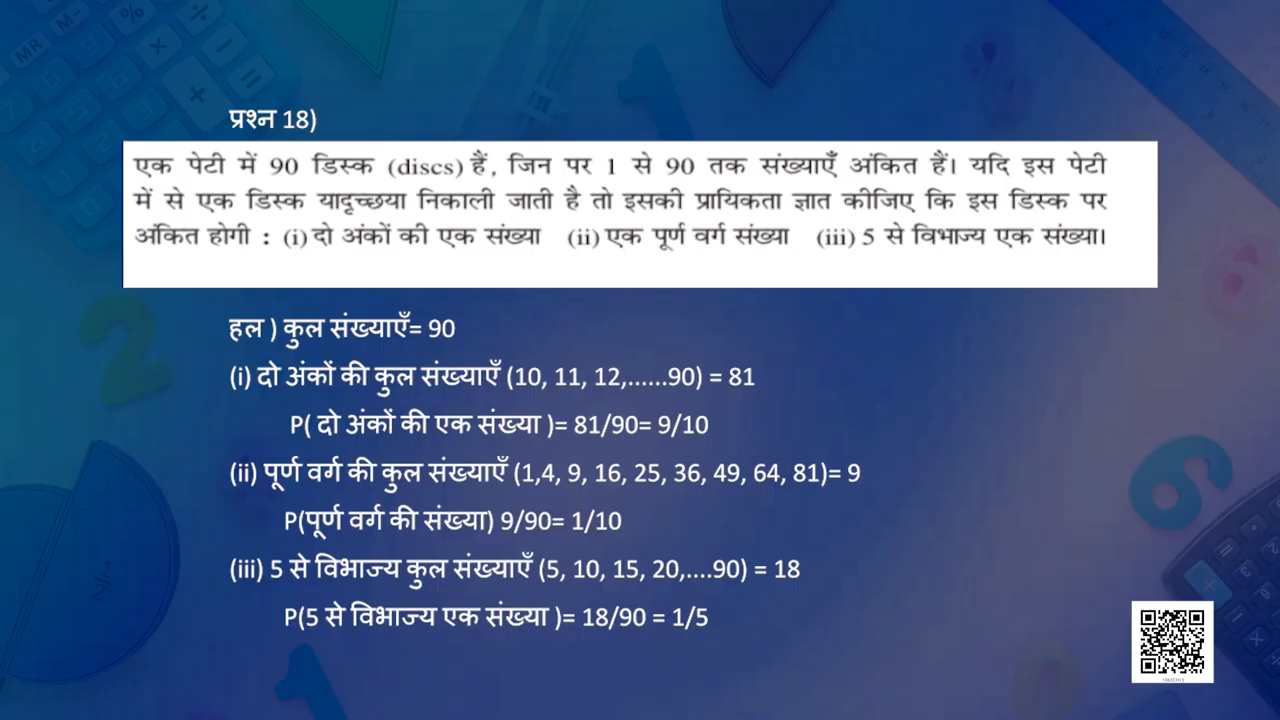 प्रश्न 18)
एक पेटी में 90 डिस्क (discs) हैं, जिन पर 1 से 90 तक संख्याएँ अंकित हैं। यदि इस पेटी
में से एक डिस्क यादृच्छया निकाली जाती है तो इसकी प्रायिकता ज्ञात कीजिए कि इस डिस्क पर
अंकित होगी : (i) दो अंकों की एक संख्या (ii) एक पूर्ण वर्ग संख्या (iii) 5 से विभाज्य एक संख्या।
हल ) कुल संख्याएँ= 90
(i) दो अंकों की कुल संख्याएँ (10, 11, 12,......90) = 81
P( दो अंकों की एक संख्या )= 81/90= 9/10
(ii) पूर्ण वर्ग की कुल संख्याएँ (1,4, 9, 16, 25, 36, 49, 64, 81)= 9
P(पूर्ण वर्ग की संख्या) 9/90= 1/10
(iii) 5 से विभाज्य कुल संख्याएँ (5, 10, 15, 20,....90) = 18
P(5 से विभाज्य एक संख्या )= 18/90 = 1/5